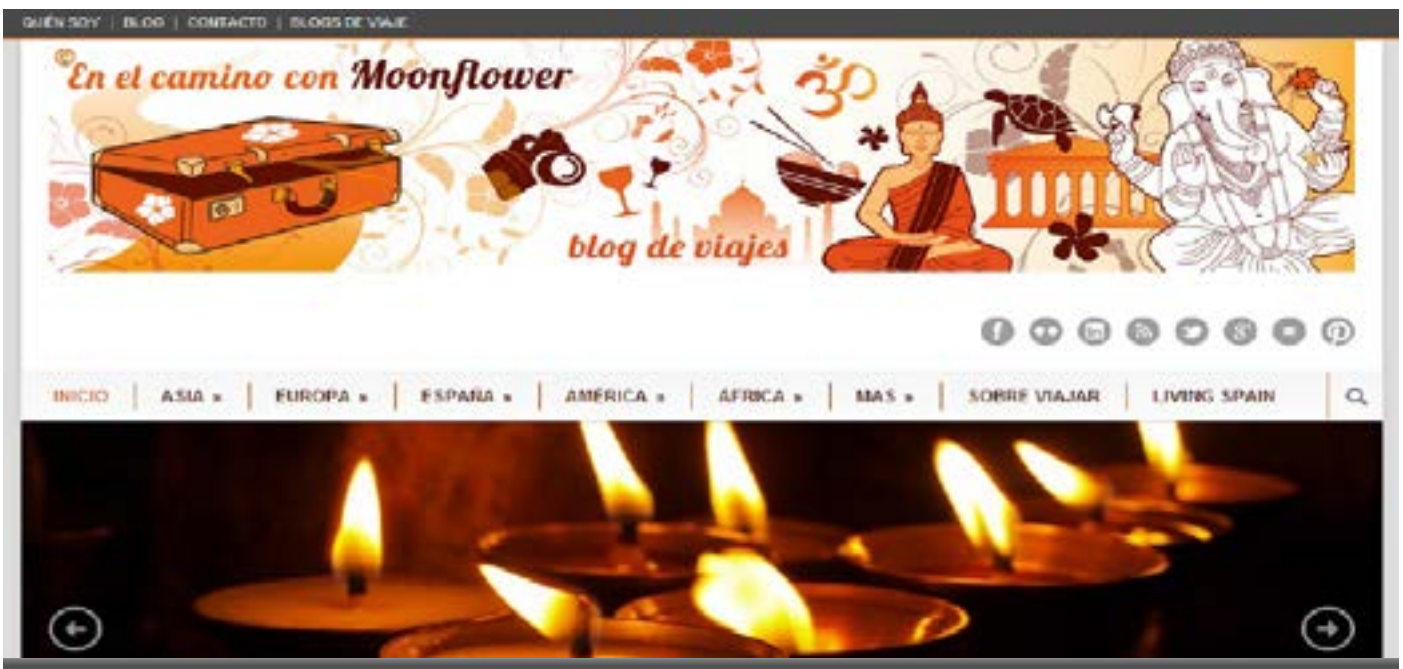 QUIÉN SOY | BLOG | CONTACTO | BLOGS DE VIAJE
En el camino con Moonflower
blog de viajes
INICIO ASIA » EUROPA » ESPAÑA » AMÉRICA » ÁFRICA » MAS » SOBRE VIAJAR LIVING SPAIN